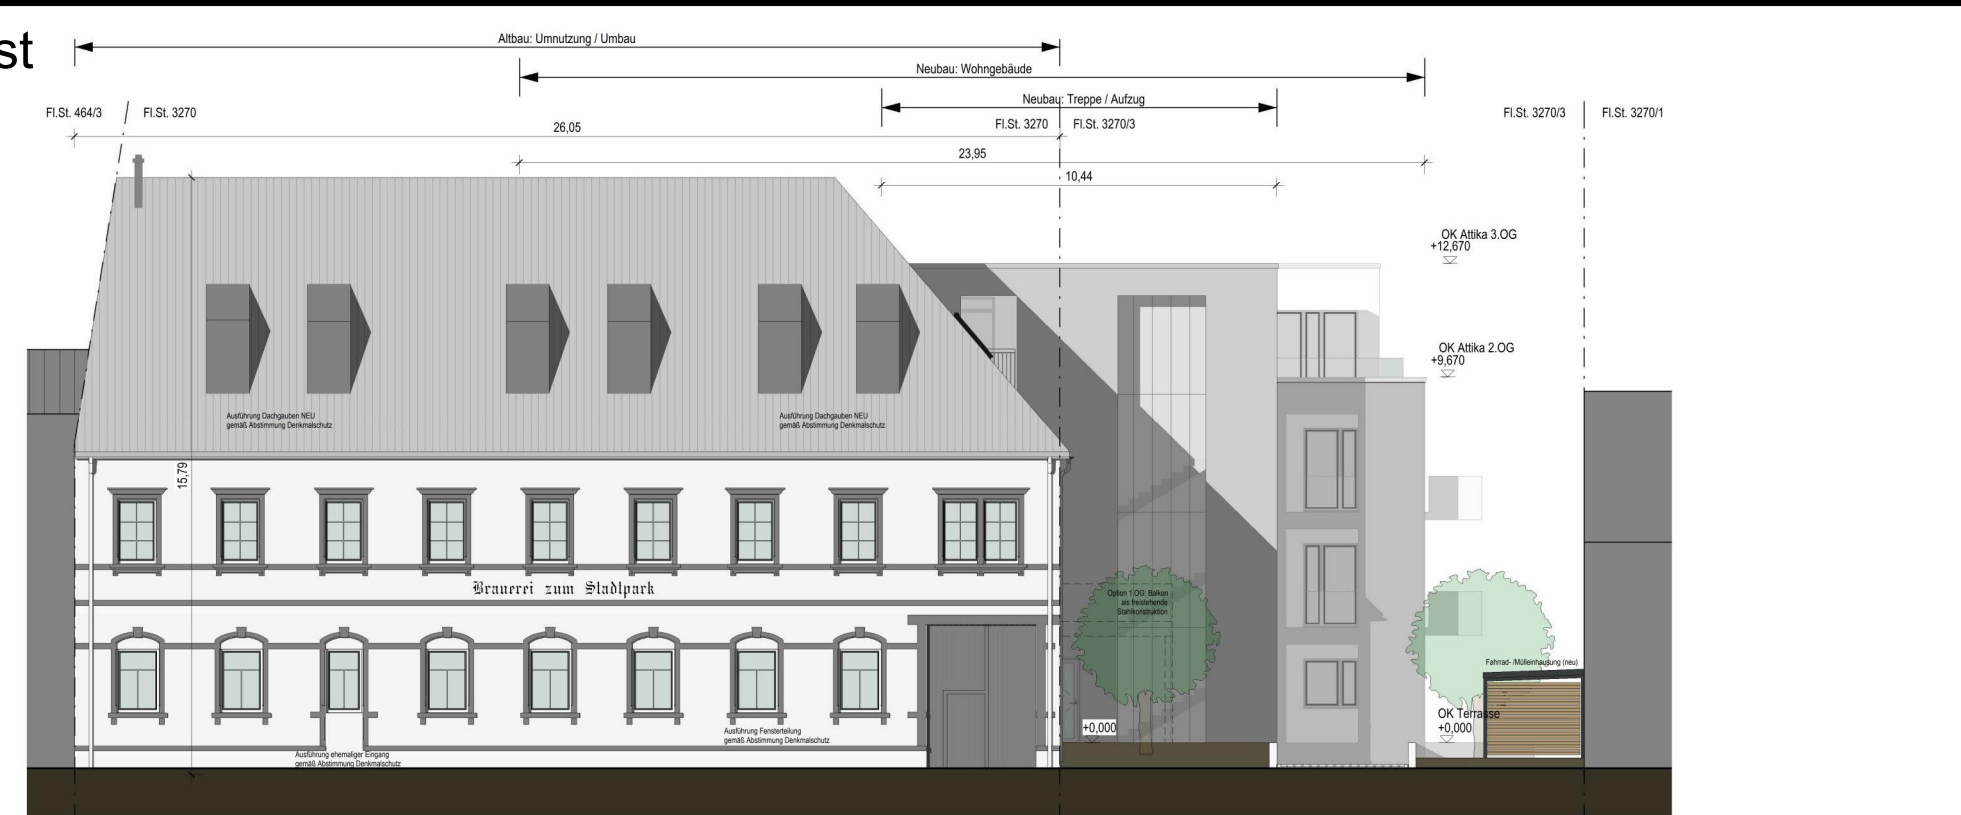 st
Altbau: Umnutzung / Umbau
Neubau: Wohngebäude
Neubau: Treppe / Aufzug
Fl.St. 464/3
Fl.St. 3270
Fl.St. 3270
Fl.St. 3270/3
Fl.St. 3270/3
Fl.St. 3270/1
26,05
23,95
10,44
OK Attika 3.OG
+12,670
OK Attika 2.OG
+9,670
Ausführung Dachgauben NEU
gemäß Abstimmung Denkmalschutz
Ausführung Dachgauben NEU
gemäß Abstimmung Denkmalschutz
15,79
Brauerei zum Stadtpark
Option 1.OG: Balkon
als freistehende
Stahlkonstruktion
Fahrrad- /Mülleinhausung (neu)
OK Terrasse
+0,000
+0,000
Ausführung Fensterteilung
gemäß Abstimmung Denkmalschutz
Ausführung ehemaliger Eingang
gemäß Abstimmung Denkmalschutz